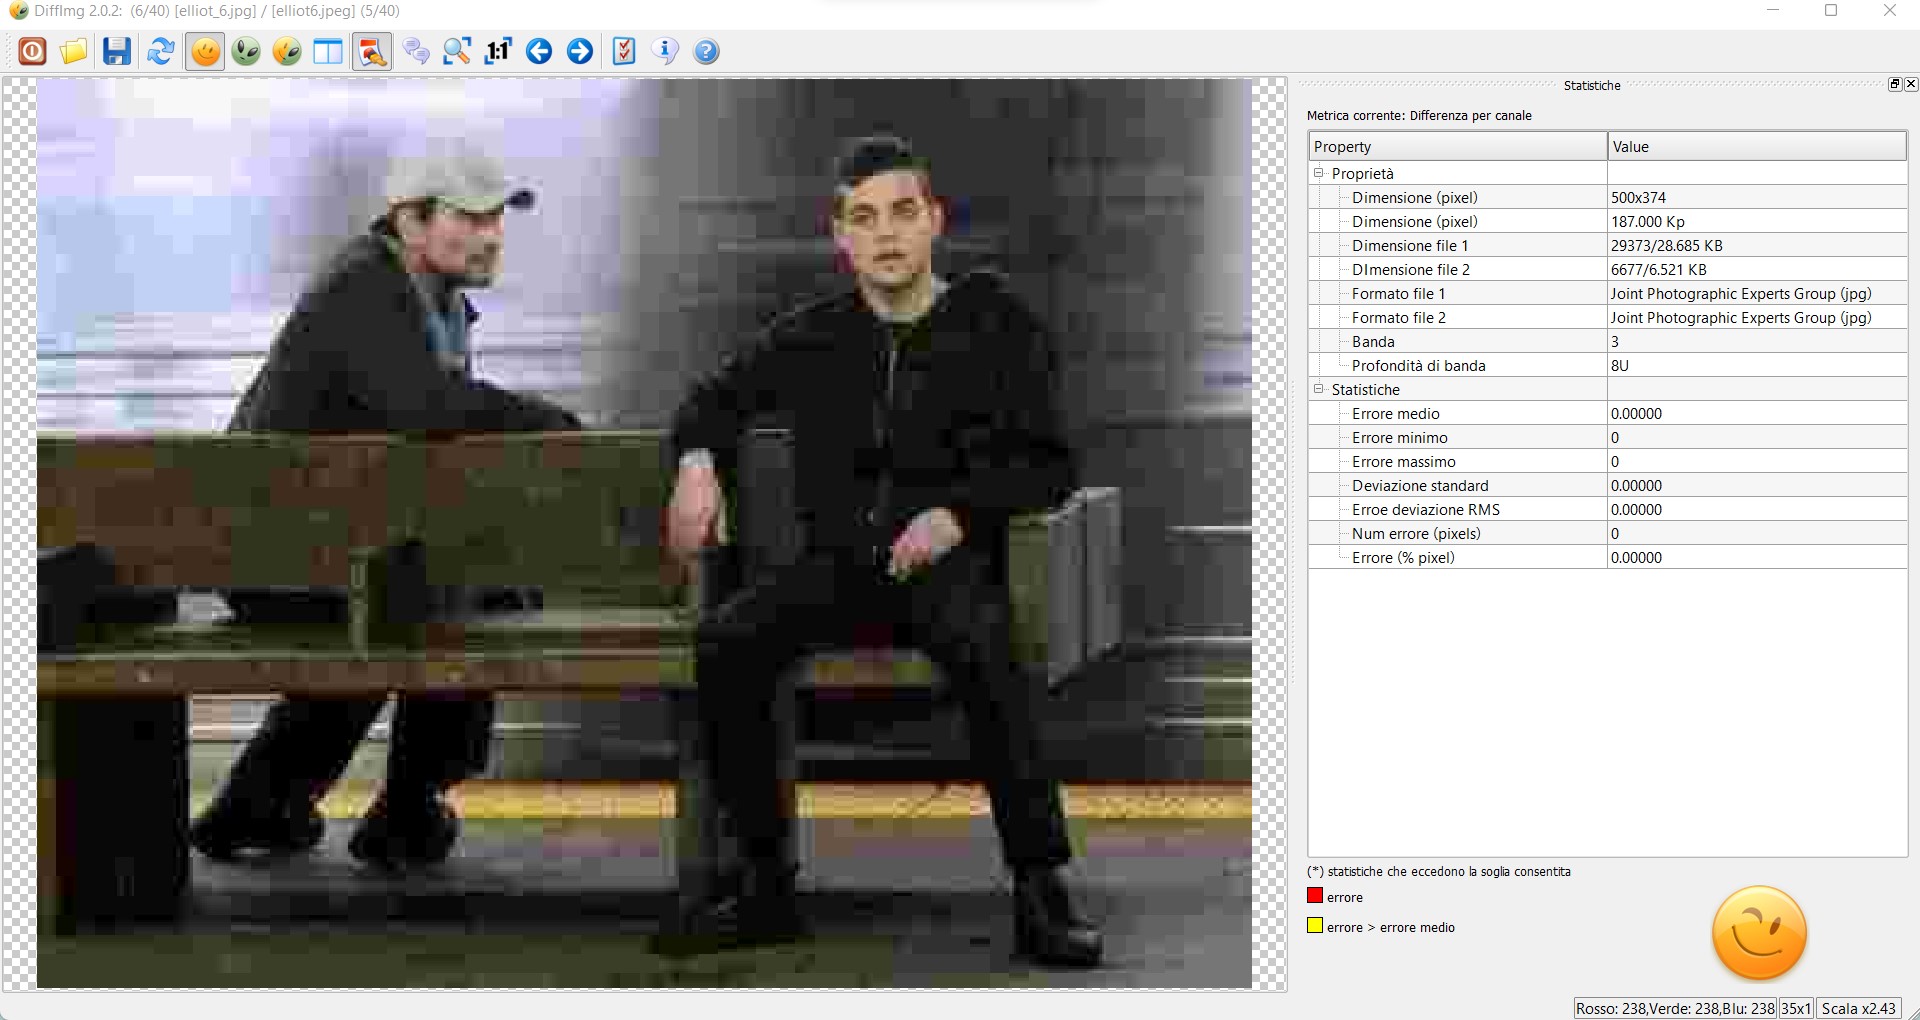 DiffImg 2.0.2: (6/40) [elliot_6.jpg] / [elliot6.jpeg] (5/40)
1:1
Statistiche
Metrica corrente: Differenza per canale
Property Value
Proprietà
Dimensione (pixel) 500x374
Dimensione (pixel) 187.000 Kp
Dimensione file 1 29373/28.685 KB
DImensione file 2 6677/6.521 KB
Formato file 1 Joint Photographic Experts Group (jpg)
Formato file 2 Joint Photographic Experts Group (jpg)
Banda 3
Profondità di banda 8U
Statistiche
Errore medio 0.00000
Errore minimo 0
Errore massimo 0
Deviazione standard 0.00000
Erroe deviazione RMS 0.00000
Num errore (pixels) 0
Errore (% pixel) 0.00000
(*) statistiche che eccedono la soglia consentita
errore
errore > errore medio
Rosso: 238,Verde: 238,Blu: 238 35x1 Scala x2.43